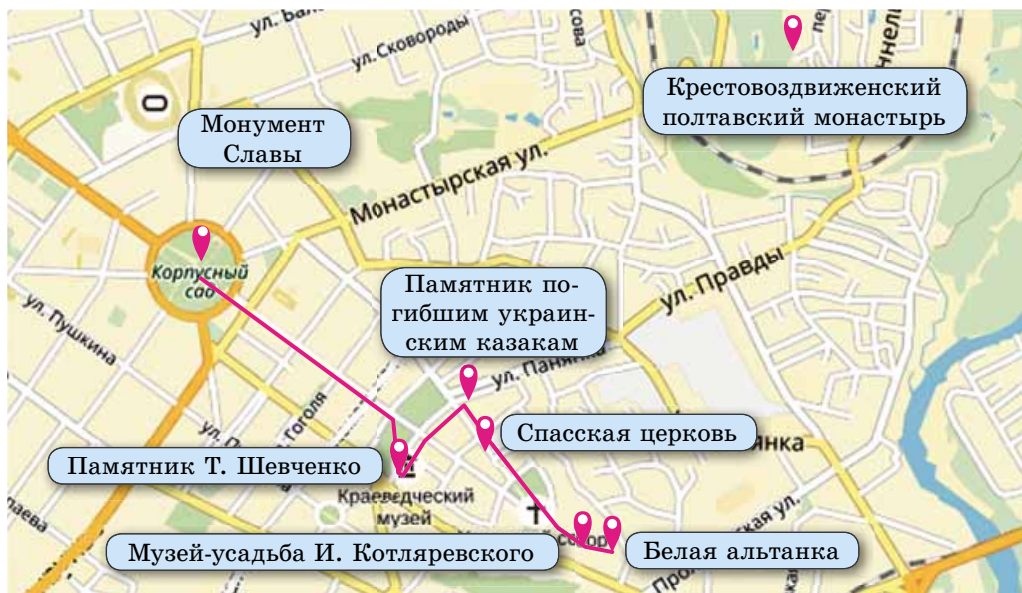 ул. Сковороды
Крестовоздвиженский
полтавский монастырь
Монумент
Славы
Монастырская ул.
Корпусный
сад
ул. Правды
Памятник по-
гибшим украин-
ским казакам
ул. Пушкина
ул. Панянка
Гоголя
Спасская церковь
Памятник Т. Шевченко
Краеведческий
музей
Музей-усадьба И. Котляревского
Белая альтанка